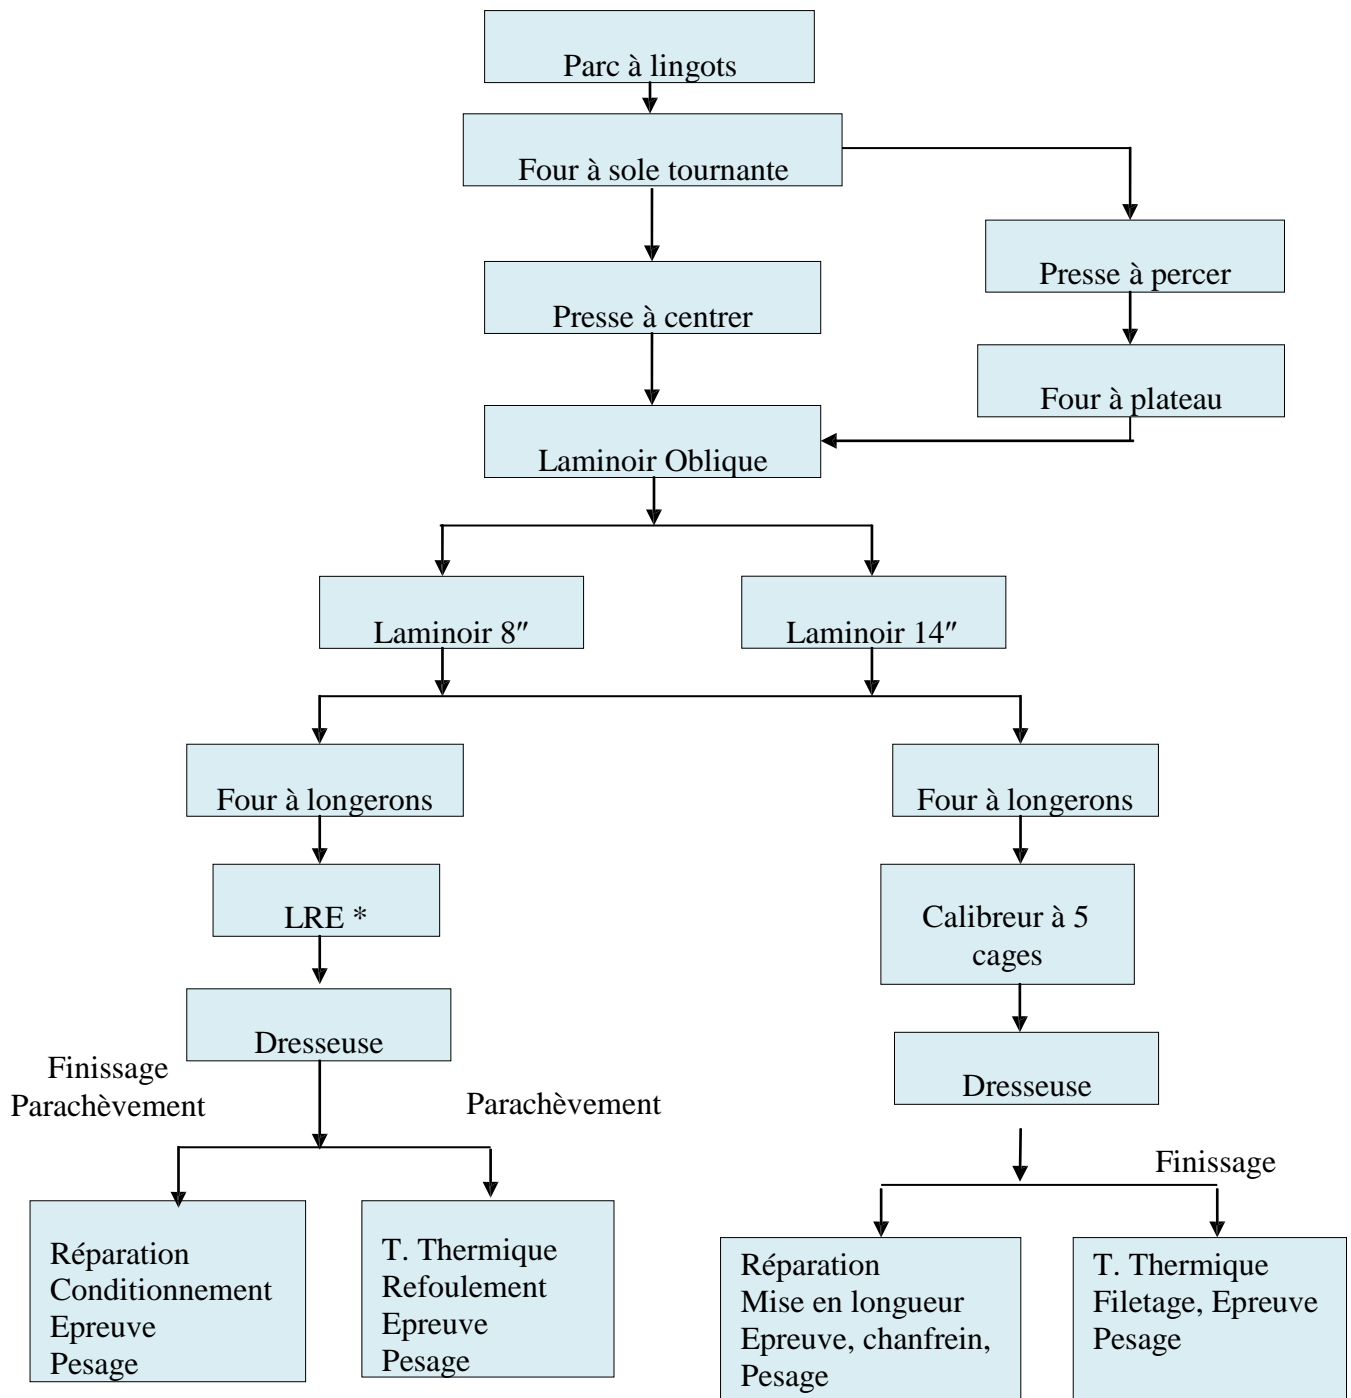 Parc à lingots
Four à sole tournante
Presse à percer
Presse à centrer
Four à plateau
Laminoir Oblique
Laminoir 8″
Laminoir 14″
Four à longerons
Four à longerons
LRE *
Calibreur à 5
cages
Dresseuse
Dresseuse
Finissage
Parachèvement
Parachèvement
Finissage
Réparation
Conditionnement
Epreuve
Pesage
T. Thermique
Refoulement
Epreuve
Pesage
Réparation
Mise en longueur
Epreuve, chanfrein,
Pesage
T. Thermique
Filetage, Epreuve
Pesage